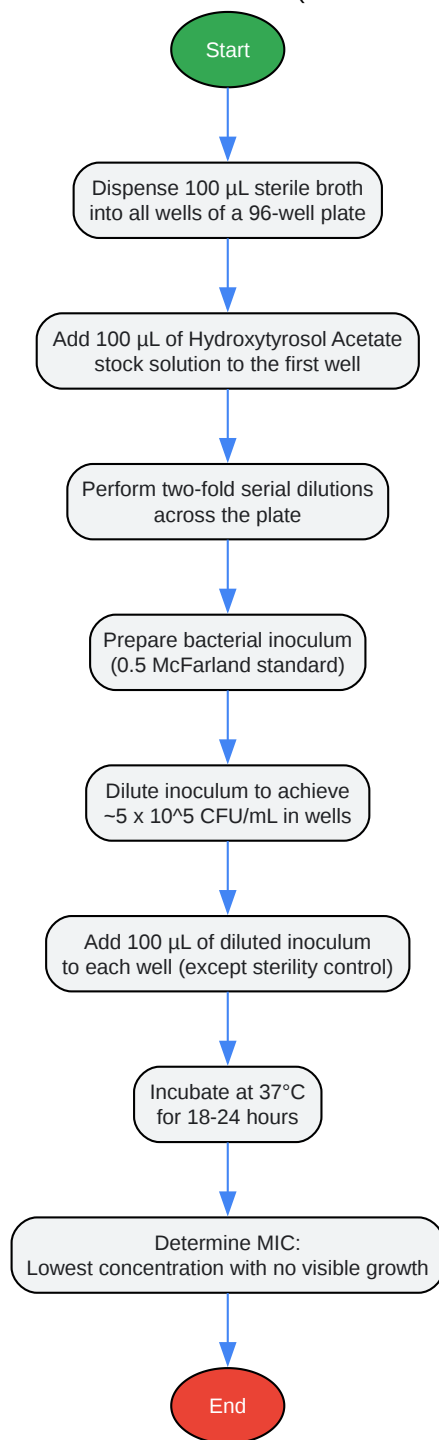 Start
Dispense 100 µL sterile broth
into all wells of a 96-well plate
Add 100 µL of Hydroxytyrosol Acetate
stock solution to the first well
Perform two-fold serial dilutions
across the plate
Prepare bacterial inoculum
(0.5 McFarland standard)
Dilute inoculum to achieve
~5 x 10^5 CFU/mL in wells
Add 100 µL of diluted inoculum
to each well (except sterility control)
Incubate at 37°C
for 18-24 hours
Determine MIC:
Lowest concentration with no visible growth
End